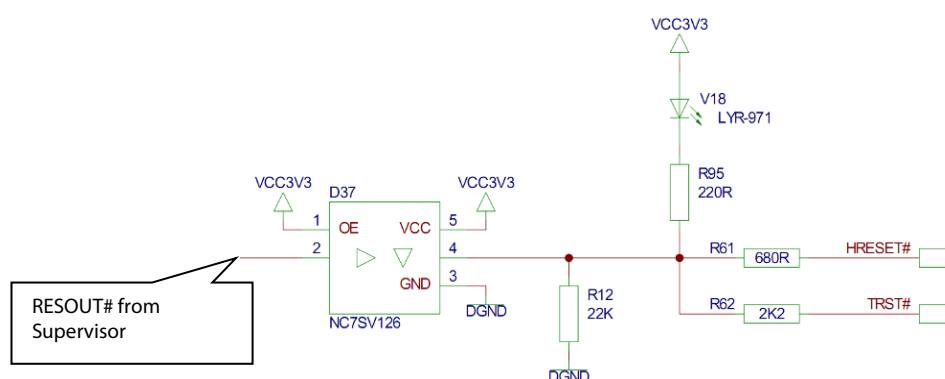 VCC3V3
V18
LYR-971
VCC3V3
D37
VCC3V3
R95
220R
1
OE
VCC
5
2
4
R61
680R
HRESET#
GND
3
RESOUT# from
Supervisor
DGND
R12
22K
R62
2K2
TRST#
NC7SV126
DGND